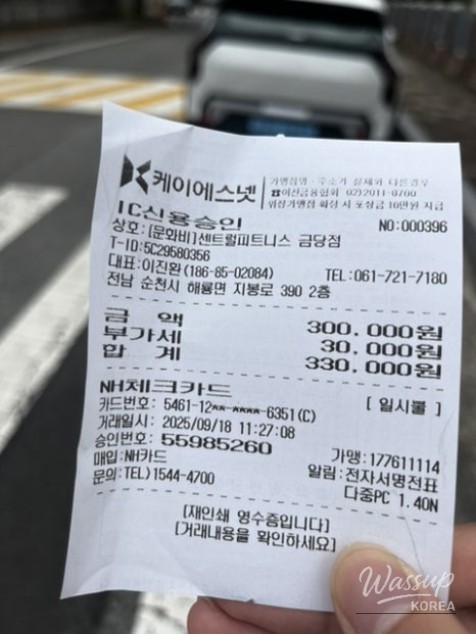 케이에스넷
가맹점명·주소가 실제와 다른경우
☎여신금융협회 02)2011-0700
위장가맹점 확정 시 포상금 10만원 지급
IC신용승인 NO:000396
상호:[문화비]센트럴피트니스 금당점
T-ID:5C29580356
대표:이진환(186-85-02084) TEL:061-721-7180
전남 순천시 해룡면 지봉로 390 2층
금 액 300,000원
부가세 30,000원
합 계 330,000원
NH체크카드 [ 일시불 ]
카드번호: 5461-12**-****-6351(C)
거래일시: 2025/09/18 11:27:08
승인번호: 55985260
매입:NH카드 가맹:177611114
문의:TEL)1544-4700 알림:전자서명전표
다중PC 1.40N
[재인쇄 영수증입니다]
[거래내용을 확인하세요]
Wassup
KOREA